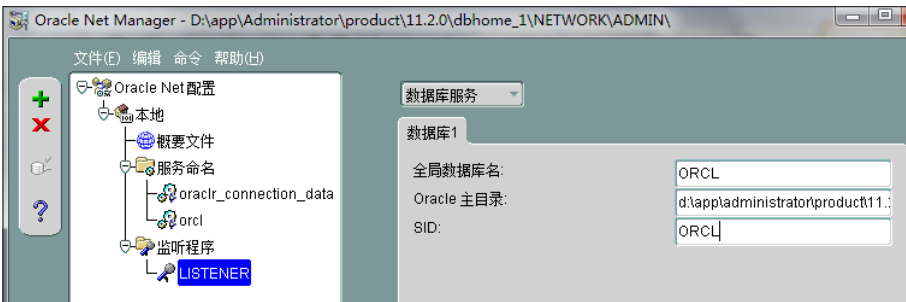 Oracle Net Manager - D:\app\Administrator\product\11.2.0\dbhome_1\NETWORK\ADMIN\
文件(F) 编辑 命令 帮助(H)
Oracle Net 配置
本地
概要文件
服务命名
oraclr_connection_data
orcl
监听程序
LISTENER
数据库服务
数据库1
全局数据库名: ORCL
Oracle 主目录: d:\app\administrator\product\11.
SID: ORCL